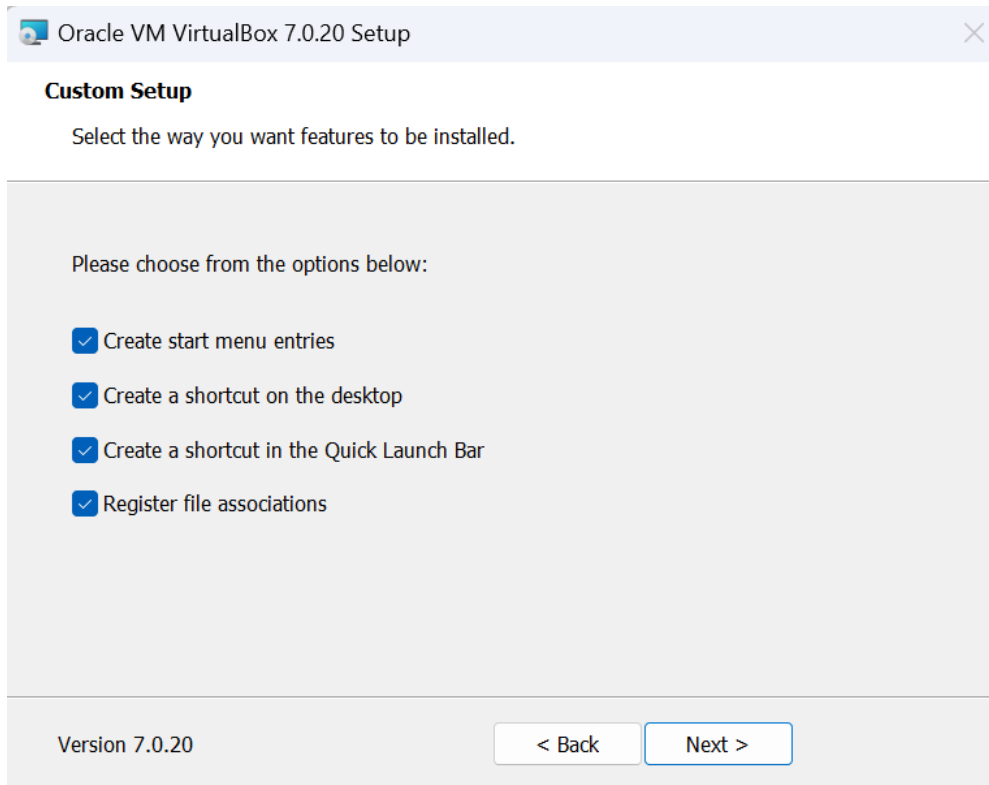 Oracle VM VirtualBox 7.0.20 Setup
Custom Setup
Select the way you want features to be installed.
Please choose from the options below:
Create start menu entries
Create a shortcut on the desktop
Create a shortcut in the Quick Launch Bar
Register file associations
Version 7.0.20
< Back
Next >